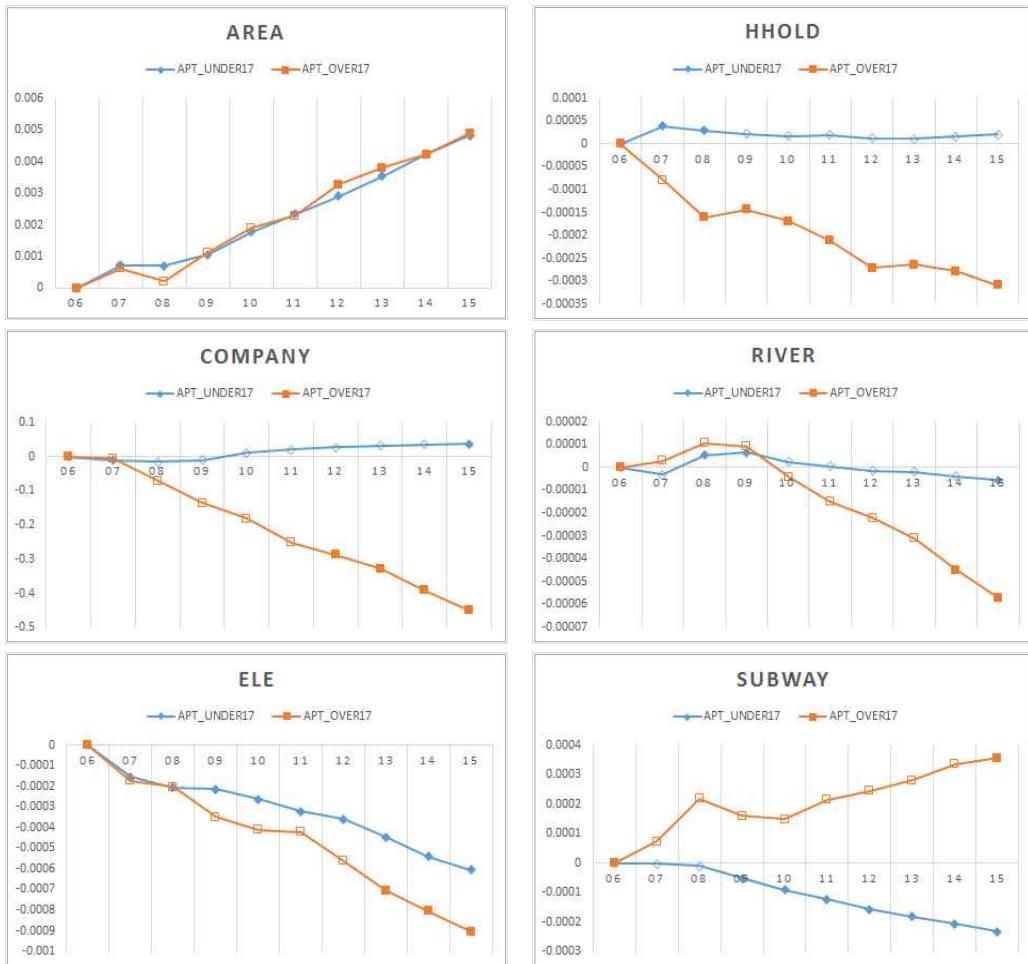 AREA
APT_UNDER17 APT_OVER17
0.006
0.005
0.004
0.003
0.002
0.001
0
06 07 08 09 10 11 12 13 14 15
HHOLD
APT_UNDER17 APT_OVER17
0.0001
0.00005
0
-0.00005
-0.0001
-0.00015
-0.0002
-0.00025
-0.0003
-0.00035
06 07 08 09 10 11 12 13 14 15
COMPANY
APT_UNDER17 APT_OVER17
0.1
0
-0.1
-0.2
-0.3
-0.4
-0.5
06 07 08 09 10 11 12 13 14 15
RIVER
APT_UNDER17 APT_OVER17
0.00002
0.00001
0
-0.00001
-0.00002
-0.00003
-0.00004
-0.00005
-0.00006
-0.00007
06 07 08 09 10 11 12 13 14 15
ELE
APT_UNDER17 APT_OVER17
0
-0.0001
-0.0002
-0.0003
-0.0004
-0.0005
-0.0006
-0.0007
-0.0008
-0.0009
-0.001
06 07 08 09 10 11 12 13 14 15
SUBWAY
APT_UNDER17 APT_OVER17
0.0004
0.0003
0.0002
0.0001
0
-0.0001
-0.0002
-0.0003
06 07 08 09 10 11 12 13 14 15